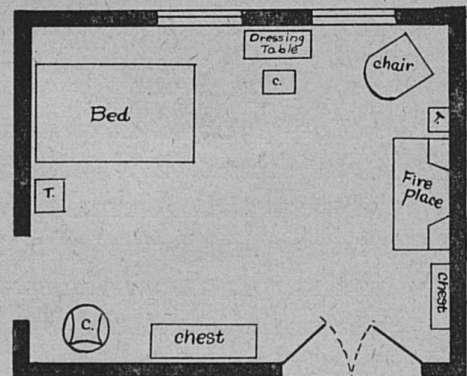 Dressing
Table
c.
chair
Bed
t.
Fire
Place
T.
chest
c.
chest